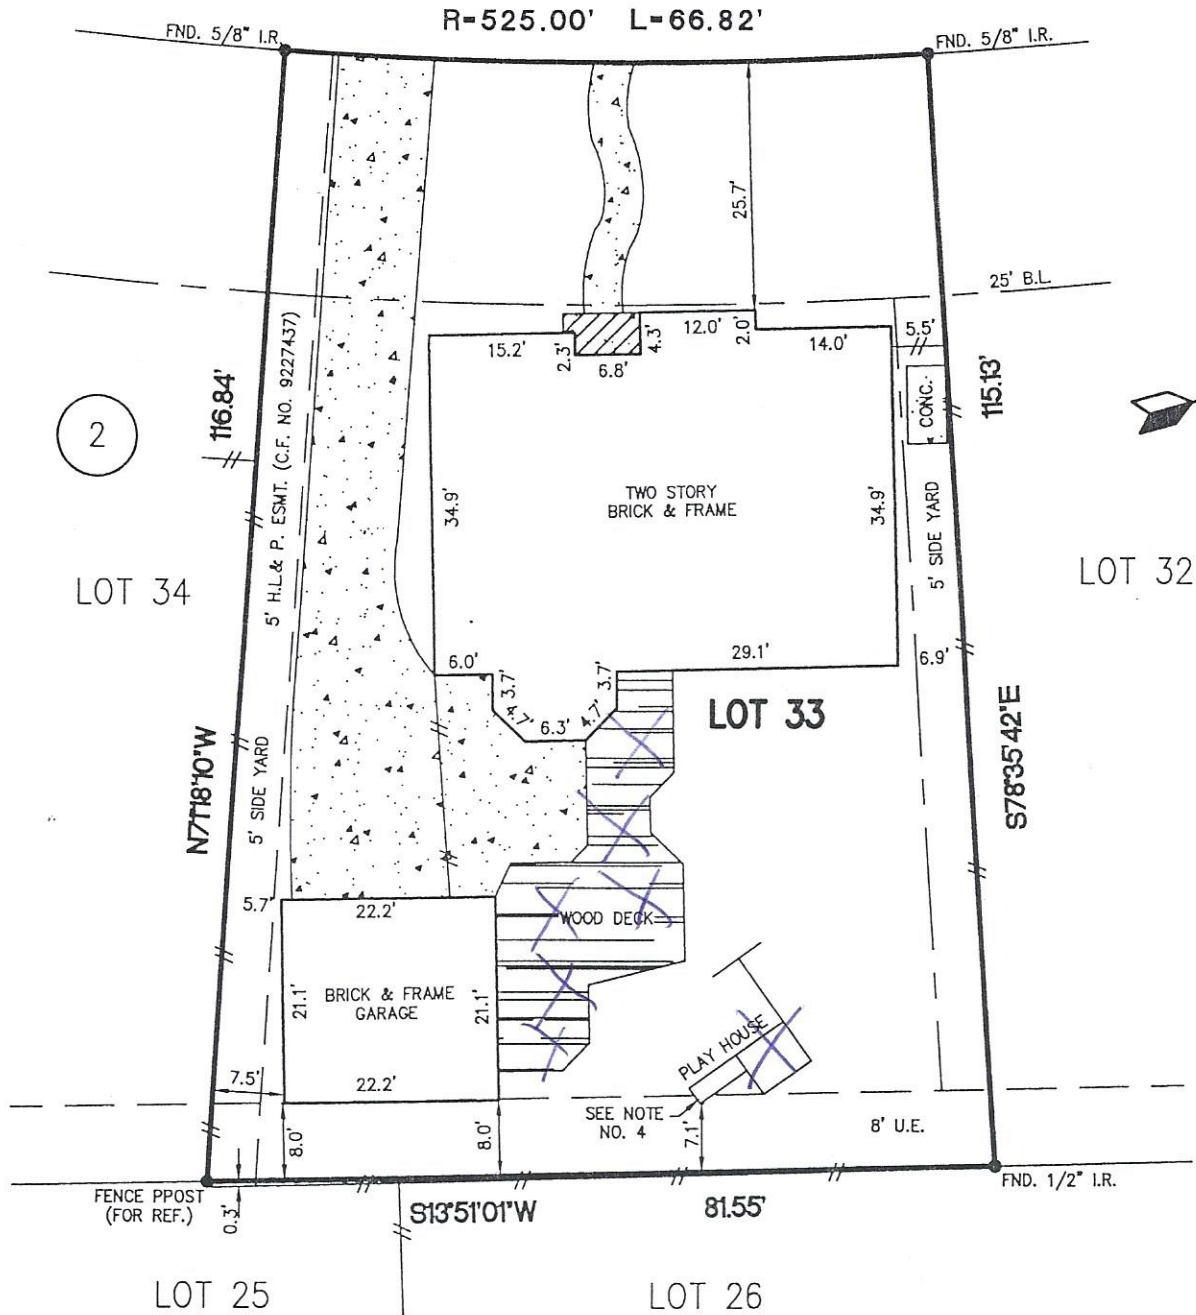 R=525.00' L=66.82'
FND. 5/8" I.R.
FND. 5/8" I.R.
25.7'
25' B.L.
5' H.L.& P. ESMT. (C.F. NO. 9227437)
15.2'
2.3'
6.8'
4.3'
12.0'
2.0'
14.0'
5.5'
CONC.
116.84'
115.13'
2
34.9'
TWO STORY
BRICK & FRAME
34.9'
5' SIDE YARD
LOT 34
LOT 32
6.0'
3.7'
4.7'
6.3'
4.7'
3.7'
29.1'
6.9'
LOT 33
N71°18'10"W
5' SIDE YARD
S78°35'42"E
5.7'
22.2'
WOOD DECK
21.1'
BRICK & FRAME
GARAGE
21.1'
PLAY HOUSE
7.5'
22.2'
SEE NOTE
NO. 4
8.0'
8.0'
7.1'
8' U.E.
FENCE PPOST
(FOR REF.)
0.3'
S13°51'01"W
81.55'
FND. 1/2" I.R.
LOT 25
LOT 26